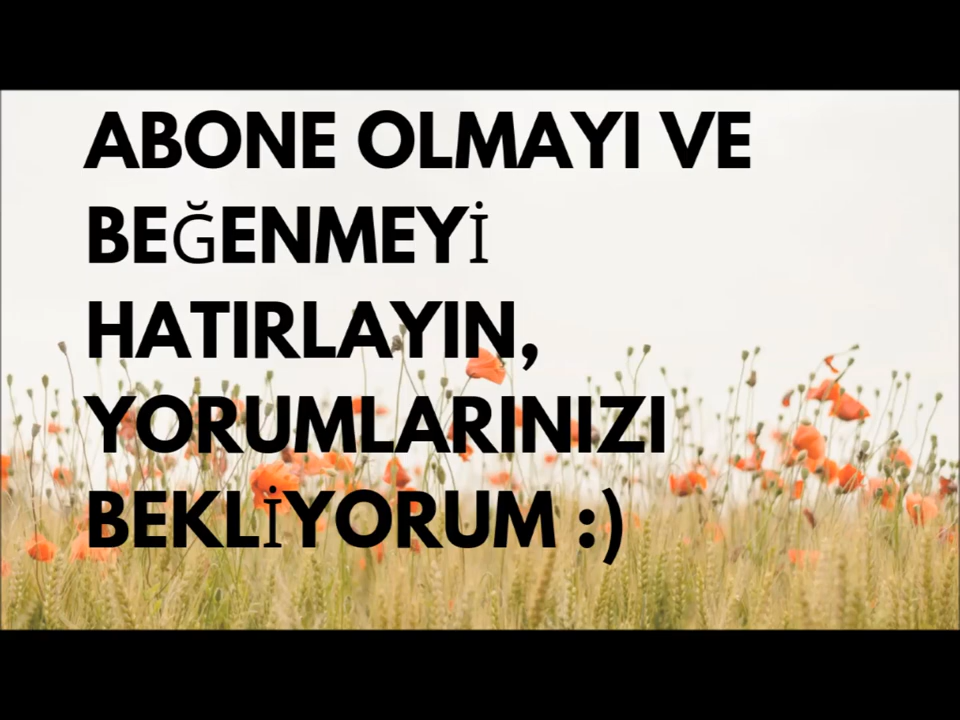 ABONE OLMAYI VE
BEĞENMEYİ
HATIRLAYIN,
YORUMLARINIZI
BEKLİYORUM :)